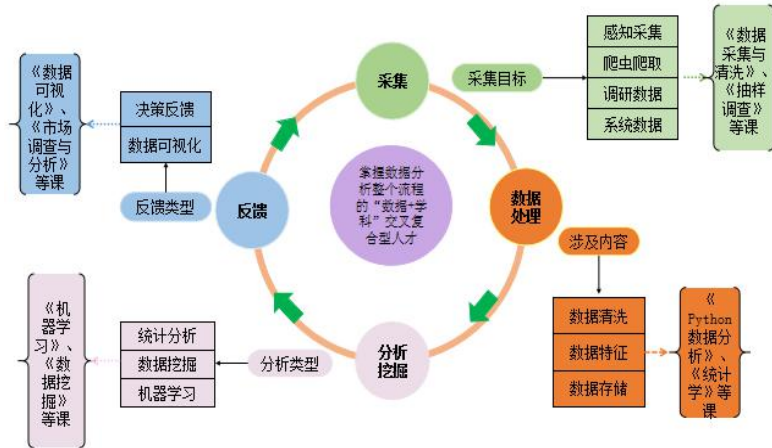 采集
采集目标
感知采集
爬虫爬取
调研数据
系统数据
《数据
采集与
清洗》、
《抽样
调查》
等课
数据
处理
涉及内容
数据清洗
数据特征
数据存储
《
Python
数据分
析》、
《统计
学》等
课
分析
挖掘
分析类型
统计分析
数据挖掘
机器学习
《机
器学
习》、
《数
据挖
掘》
等课
反馈
反馈类型
决策反馈
数据可视化
《数据
可视
化》、
《市场
调查与
分析》
等课
掌握数据分
析整个流程
的“数据+学
科”交叉复
合型人才